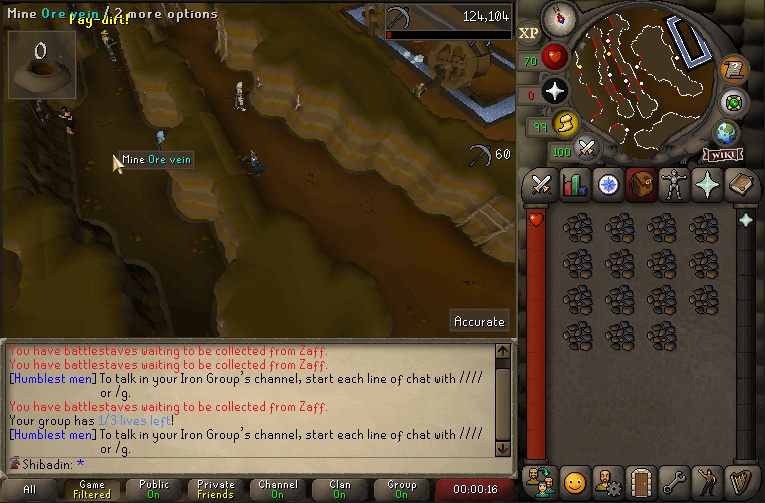 Mine Ore vein / 2 more options
Pay-dirt!
0
124,104
XP
70
0
99
100
WIKI
Mine Ore vein
60
Accurate
You have battlestaves waiting to be collected from Zaff.
You have battlestaves waiting to be collected from Zaff.
[Humblest men] To talk in your Iron Group's channel, start each line of chat with ////
or /g.
You have battlestaves waiting to be collected from Zaff.
Your group has 1/3 lives left!
[Humblest men] To talk in your Iron Group's channel, start each line of chat with ////
or /g.
Shibadin: *
All
Game
Filtered
Public
On
Private
Friends
Channel
On
Clan
On
Group
On
00:00:16